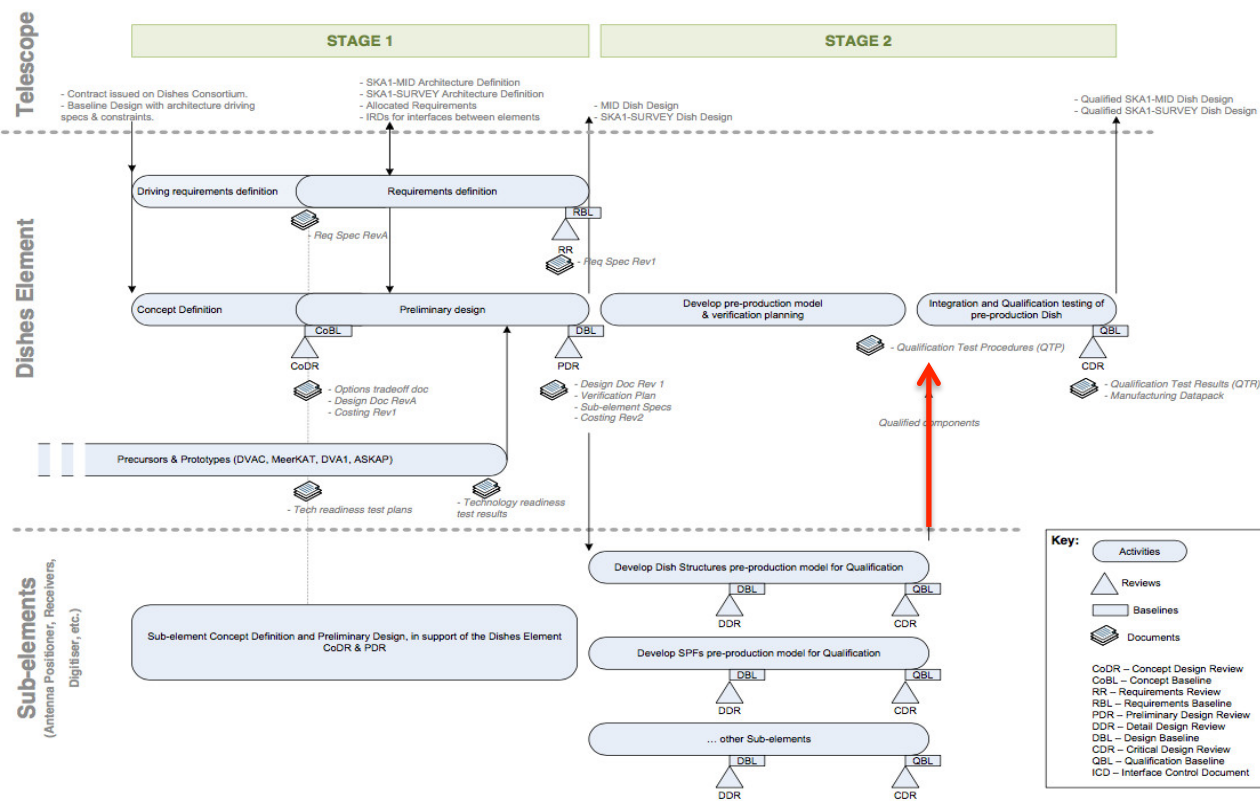 Telescope
STAGE 1
STAGE 2
- Contract issued on Dishes Consortium.
- Baseline Design with architecture driving
specs & constraints.
- SKA1-MID Architecture Definition
- SKA1-SURVEY Architecture Definition
- Allocated Requirements
- IRDs for interfaces between elements
- MID Dish Design
- SKA1-SURVEY Dish Design
- Qualified SKA1-MID Dish Design
- Qualified SKA1-SURVEY Dish Design
Dishes Element
Driving requirements definition
Requirements definition
RBL
RR
- Req Spec RevA
- Req Spec Rev1
Concept Definition
Preliminary design
Develop pre-production model
& verification planning
Integration and Qualification testing of
pre-production Dish
CoBL
CoDR
DBL
PDR
QBL
CDR
- Qualification Test Procedures (QTP)
- Options tradeoff doc
- Design Doc RevA
- Costing Rev1
- Design Doc Rev 1
- Verification Plan
- Sub-element Specs
- Costing Rev2
- Qualification Test Results (QTR)
- Manufacturing Datapack
Qualified components
Precursors & Prototypes (DVAC, MeerKAT, DVA1, ASKAP)
- Tech readiness test plans
- Technology readiness
test results
Sub-elements
(Antenna Positioner, Receivers,
Digitiser, etc.)
Sub-element Concept Definition and Preliminary Design, in support of the Dishes Element
CoDR & PDR
Develop Dish Structures pre-production model for Qualification
DBL
QBL
DDR
CDR
Develop SPFs pre-production model for Qualification
DBL
QBL
DDR
CDR
... other Sub-elements
DBL
QBL
DDR
CDR
Key:
Activities
Reviews
Baselines
Documents
CoDR – Concept Design Review
CoBL – Concept Baseline
RR – Requirements Review
RBL – Requirements Baseline
PDR – Preliminary Design Review
DDR – Detail Design Review
DBL – Design Baseline
CDR – Critical Design Review
QBL – Qualification Baseline
ICD – Interface Control Document